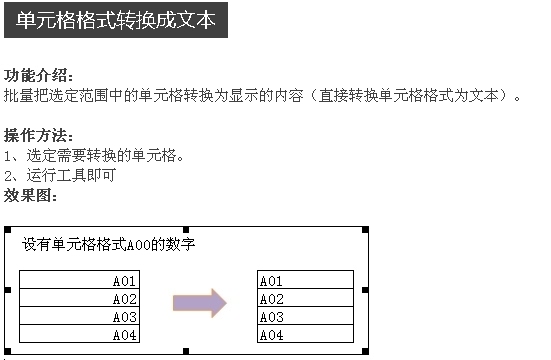 单元格格式转换成文本
功能介绍：
批量把选定范围中的单元格转换为显示的内容（直接转换单元格格式为文本）。
操作方法：
1、选定需要转换的单元格。
2、运行工具即可
效果图：
设有单元格格式A00的数字
A01 A01
A02 A02
A03 A03
A04 A04